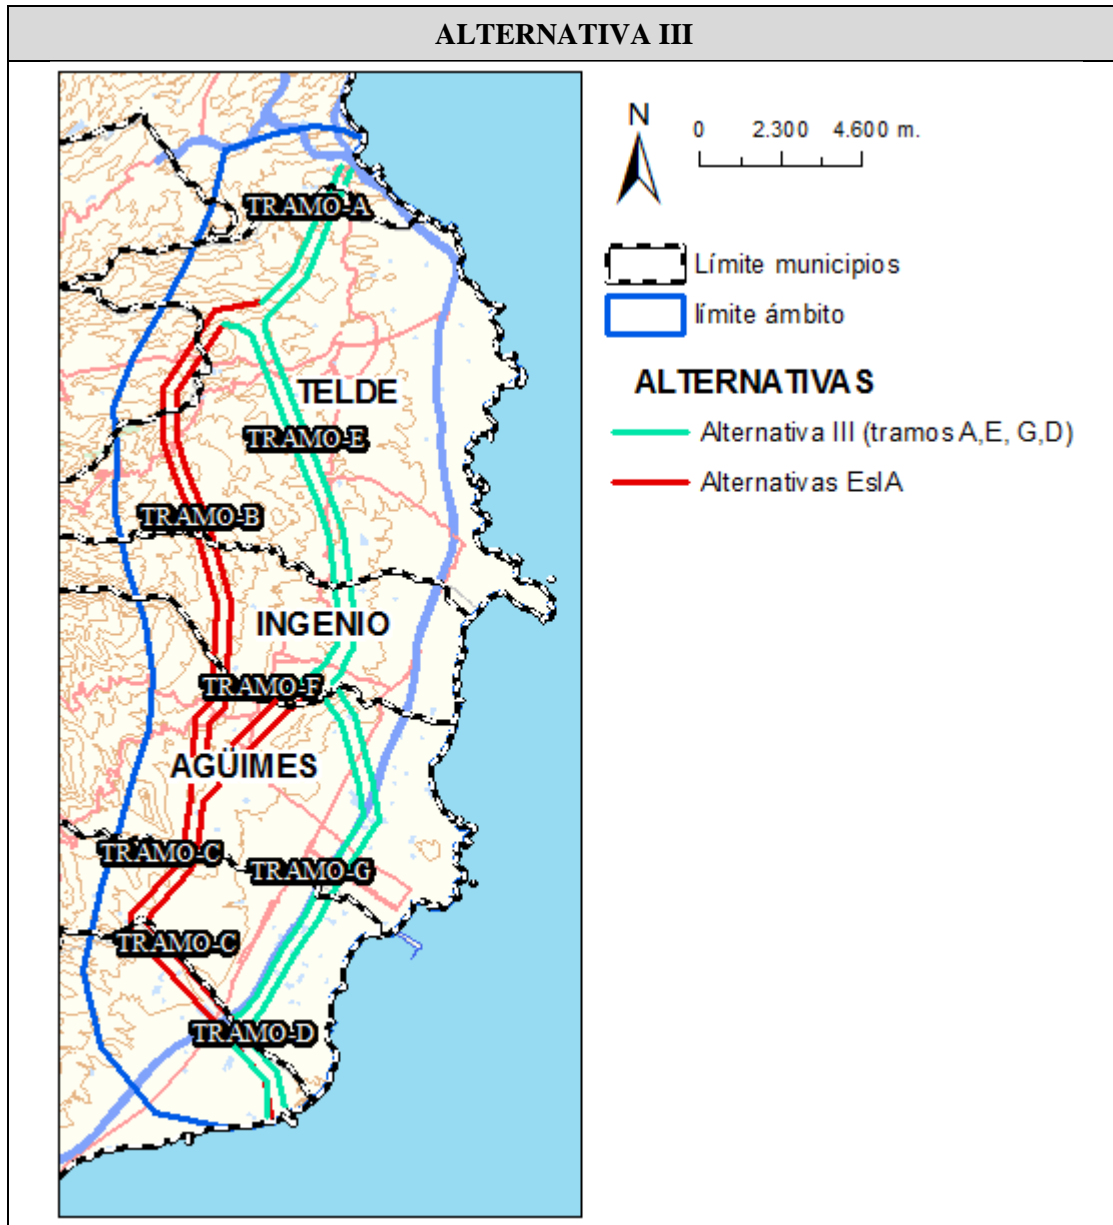 ALTERNATIVA III
N
0 2.300 4.600 m.
TRAMO-A
Límite municipios
límite ámbito
ALTERNATIVAS
TELDE
Alternativa III (tramos A,E, G,D)
TRAMO-E
Alternativas EsIA
TRAMO-B
INGENIO
TRAMO-F
AGÜIMES
TRAMO-C
TRAMO-G
TRAMO-C
TRAMO-D